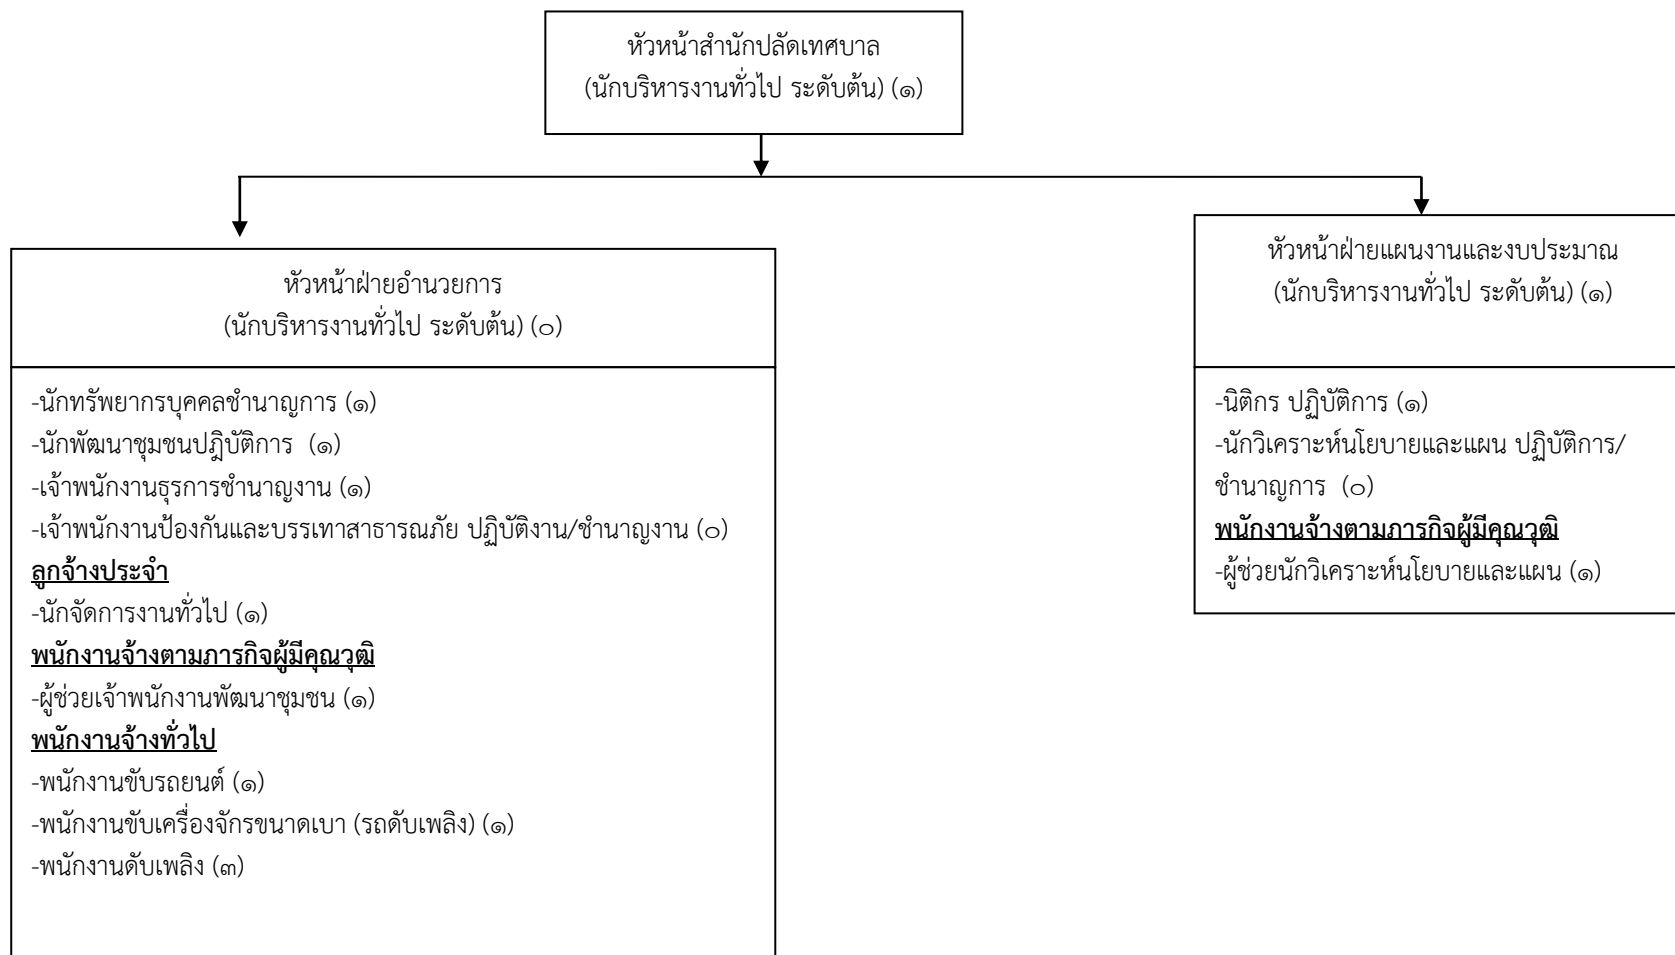 หัวหน้าสำนักปลัดเทศบาล
(นักบริหารงานทั่วไป ระดับต้น) (๑)
หัวหน้าฝ่ายอำนวยการ
(นักบริหารงานทั่วไป ระดับต้น) (๐)
-นักทรัพยากรบุคคลชำนาญการ (๑)
-นักพัฒนาชุมชนปฎิบัติการ (๑)
-เจ้าพนักงานธุรการชำนาญงาน (๑)
-เจ้าพนักงานป้องกันและบรรเทาสาธารณภัย ปฏิบัติงาน/ชำนาญงาน (๐)
ลูกจ้างประจำ
-นักจัดการงานทั่วไป (๑)
พนักงานจ้างตามภารกิจผู้มีคุณวุฒิ
-ผู้ช่วยเจ้าพนักงานพัฒนาชุมชน (๑)
พนักงานจ้างทั่วไป
-พนักงานขับรถยนต์ (๑)
-พนักงานขับเครื่องจักรขนาดเบา (รถดับเพลิง) (๑)
-พนักงานดับเพลิง (๓)
หัวหน้าฝ่ายแผนงานและงบประมาณ
(นักบริหารงานทั่วไป ระดับต้น) (๑)
-นิติกร ปฏิบัติการ (๑)
-นักวิเคราะห์นโยบายและแผน ปฏิบัติการ/
ชำนาญการ (๐)
พนักงานจ้างตามภารกิจผู้มีคุณวุฒิ
-ผู้ช่วยนักวิเคราะห์นโยบายและแผน (๑)